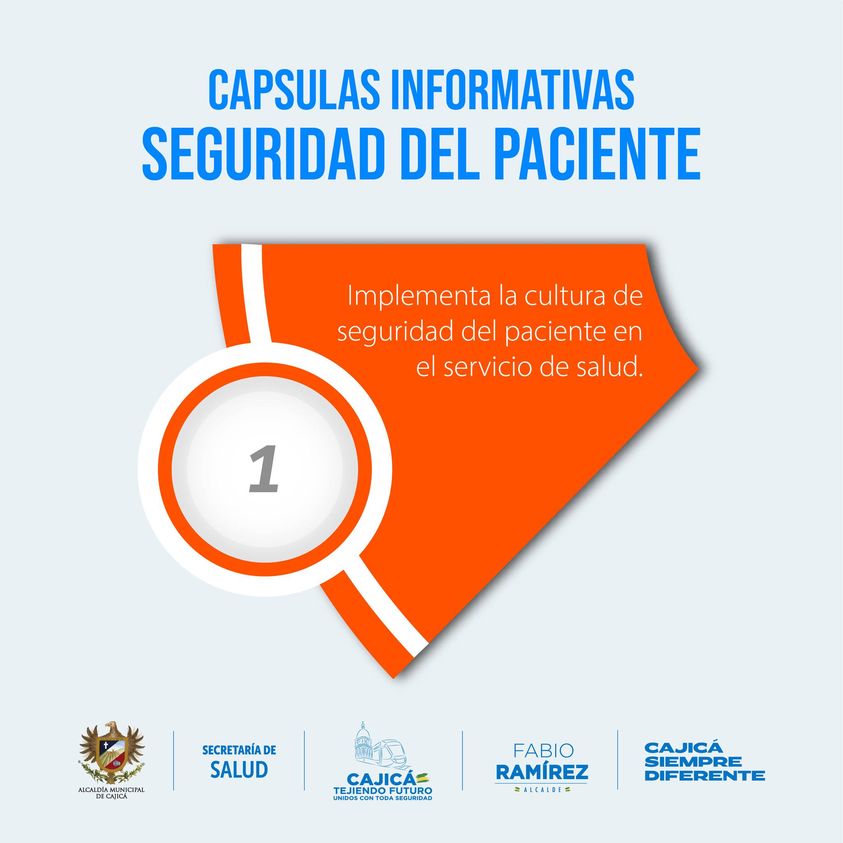 CAPSULAS INFORMATIVAS
SEGURIDAD DEL PACIENTE
Implementa la cultura de
seguridad del paciente en
el servicio de salud.
1
ALCALDÍA MUNICIPAL
DE CAJICÁ
SECRETARÍA DE
SALUD
CAJICÁ
TEJIENDO FUTURO
UNIDOS CON TODA SEGURIDAD
FABIO
RAMÍREZ
ALCALDE
CAJICÁ
SIEMPRE
DIFERENTE